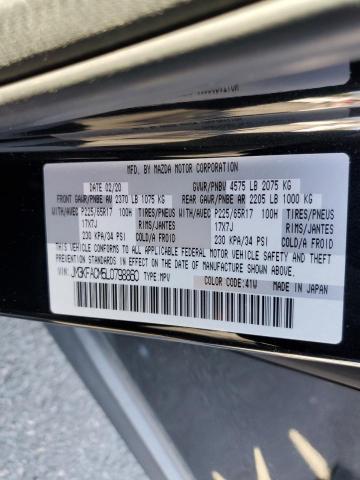 MFD. BY MAZDA MOTOR CORPORATION
DATE 02/20 GVWR/PNBV 4575 LB 2075 KG
FRONT GAWR/PNBE AV 2370 LB 1075 KG REAR GAWR/PNBE AR 2205 LB 1000 KG
WITH/AVEC P225/65R17 100H TIRES/PNEUS WITH/AVEC P225/65R17 100H TIRES/PNEUS
17X7J RIMS/JANTES 17X7J RIMS/JANTES
230 KPA/34 PSI COLD/A FROID 230 KPA/34 PSI COLD/A FROID
THIS VEHICLE CONFORMS TO ALL APPLICABLE FEDERAL MOTOR VEHICLE SAFETY, BUMPER,
AND THEFT PREVENTION STANDARDS IN EFFECT ON THE DATE OF MANUFACTURE SHOWN ABOVE.
VIN: JM3KFACM5L0798860 TYPE:MPV COLOR CODE:41W MADE IN JAPAN